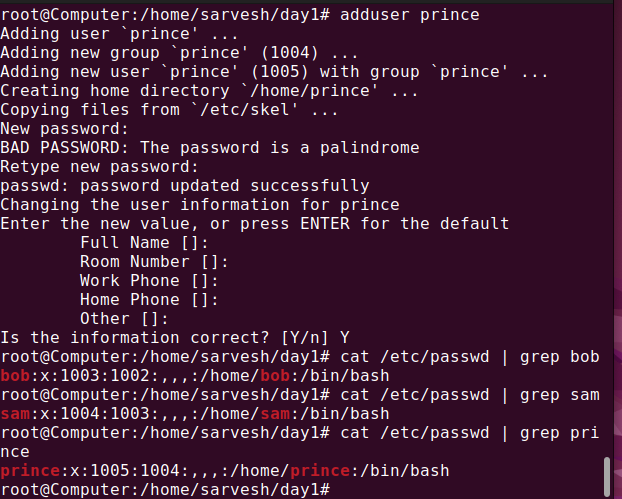 root@Computer:/home/sarvesh/day1# adduser prince
Adding user `prince' ...
Adding new group `prince' (1004) ...
Adding new user `prince' (1005) with group `prince' ...
Creating home directory `/home/prince' ...
Copying files from `/etc/skel' ...
New password:
BAD PASSWORD: The password is a palindrome
Retype new password:
passwd: password updated successfully
Changing the user information for prince
Enter the new value, or press ENTER for the default
        Full Name []:
        Room Number []:
        Work Phone []:
        Home Phone []:
        Other []:
Is the information correct? [Y/n] Y
root@Computer:/home/sarvesh/day1# cat /etc/passwd | grep bob
bob:x:1003:1002:,,,:/home/bob:/bin/bash
root@Computer:/home/sarvesh/day1# cat /etc/passwd | grep sam
sam:x:1004:1003:,,,:/home/sam:/bin/bash
root@Computer:/home/sarvesh/day1# cat /etc/passwd | grep pri
nce
prince:x:1005:1004:,,,:/home/prince:/bin/bash
root@Computer:/home/sarvesh/day1#